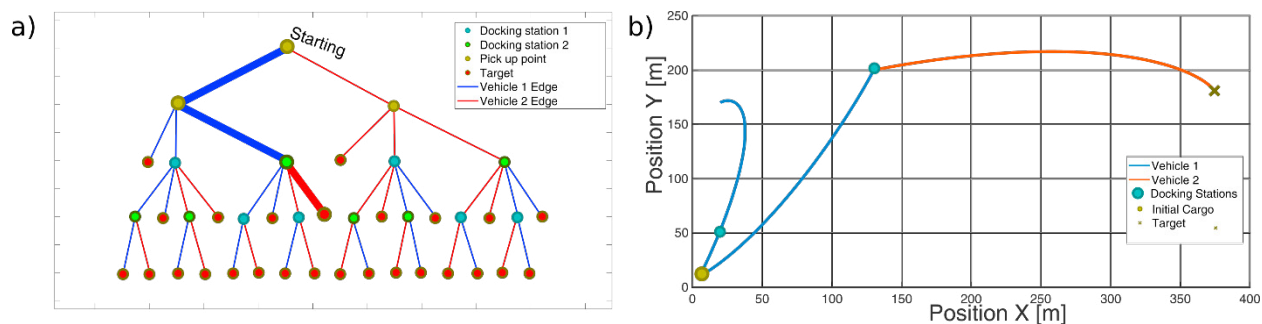 a)
Starting
Docking station 1
Docking station 2
Pick up point
Target
Vehicle 1 Edge
Vehicle 2 Edge
b)
Position Y [m]
250
200
150
100
50
0
0 50 100 150 200 250 300 350 400
Position X [m]
Vehicle 1
Vehicle 2
Docking Stations
Initial Cargo
Target